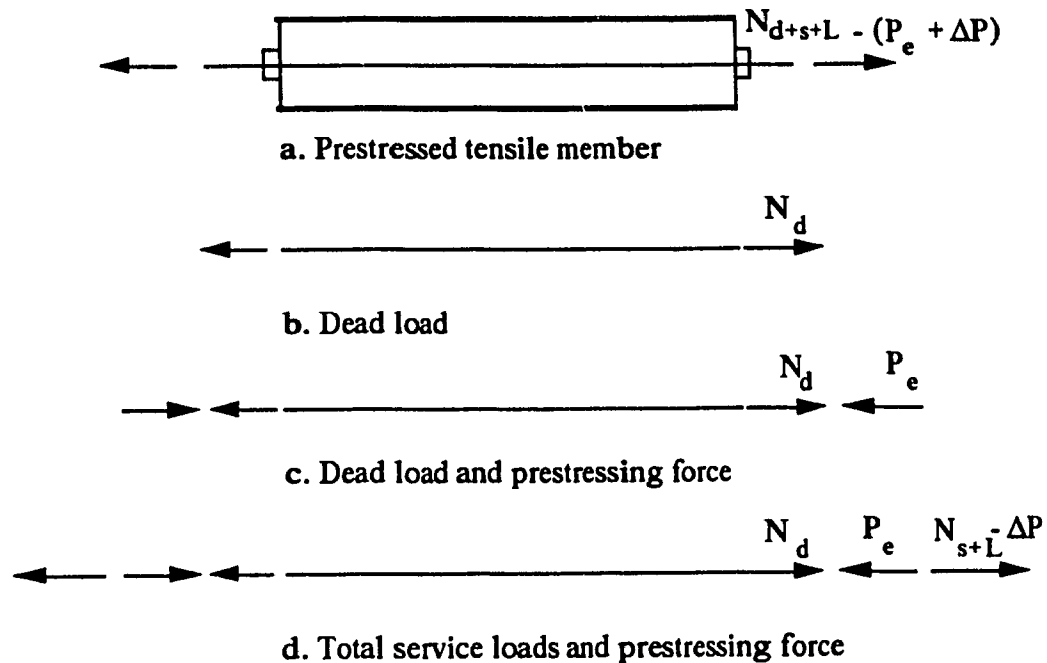 N_{d+s+L} - (P_e + ΔP)
a. Prestressed tensile member
N_d
b. Dead load
N_d P_e
c. Dead load and prestressing force
N_d P_e N_{s+L} - ΔP
d. Total service loads and prestressing force